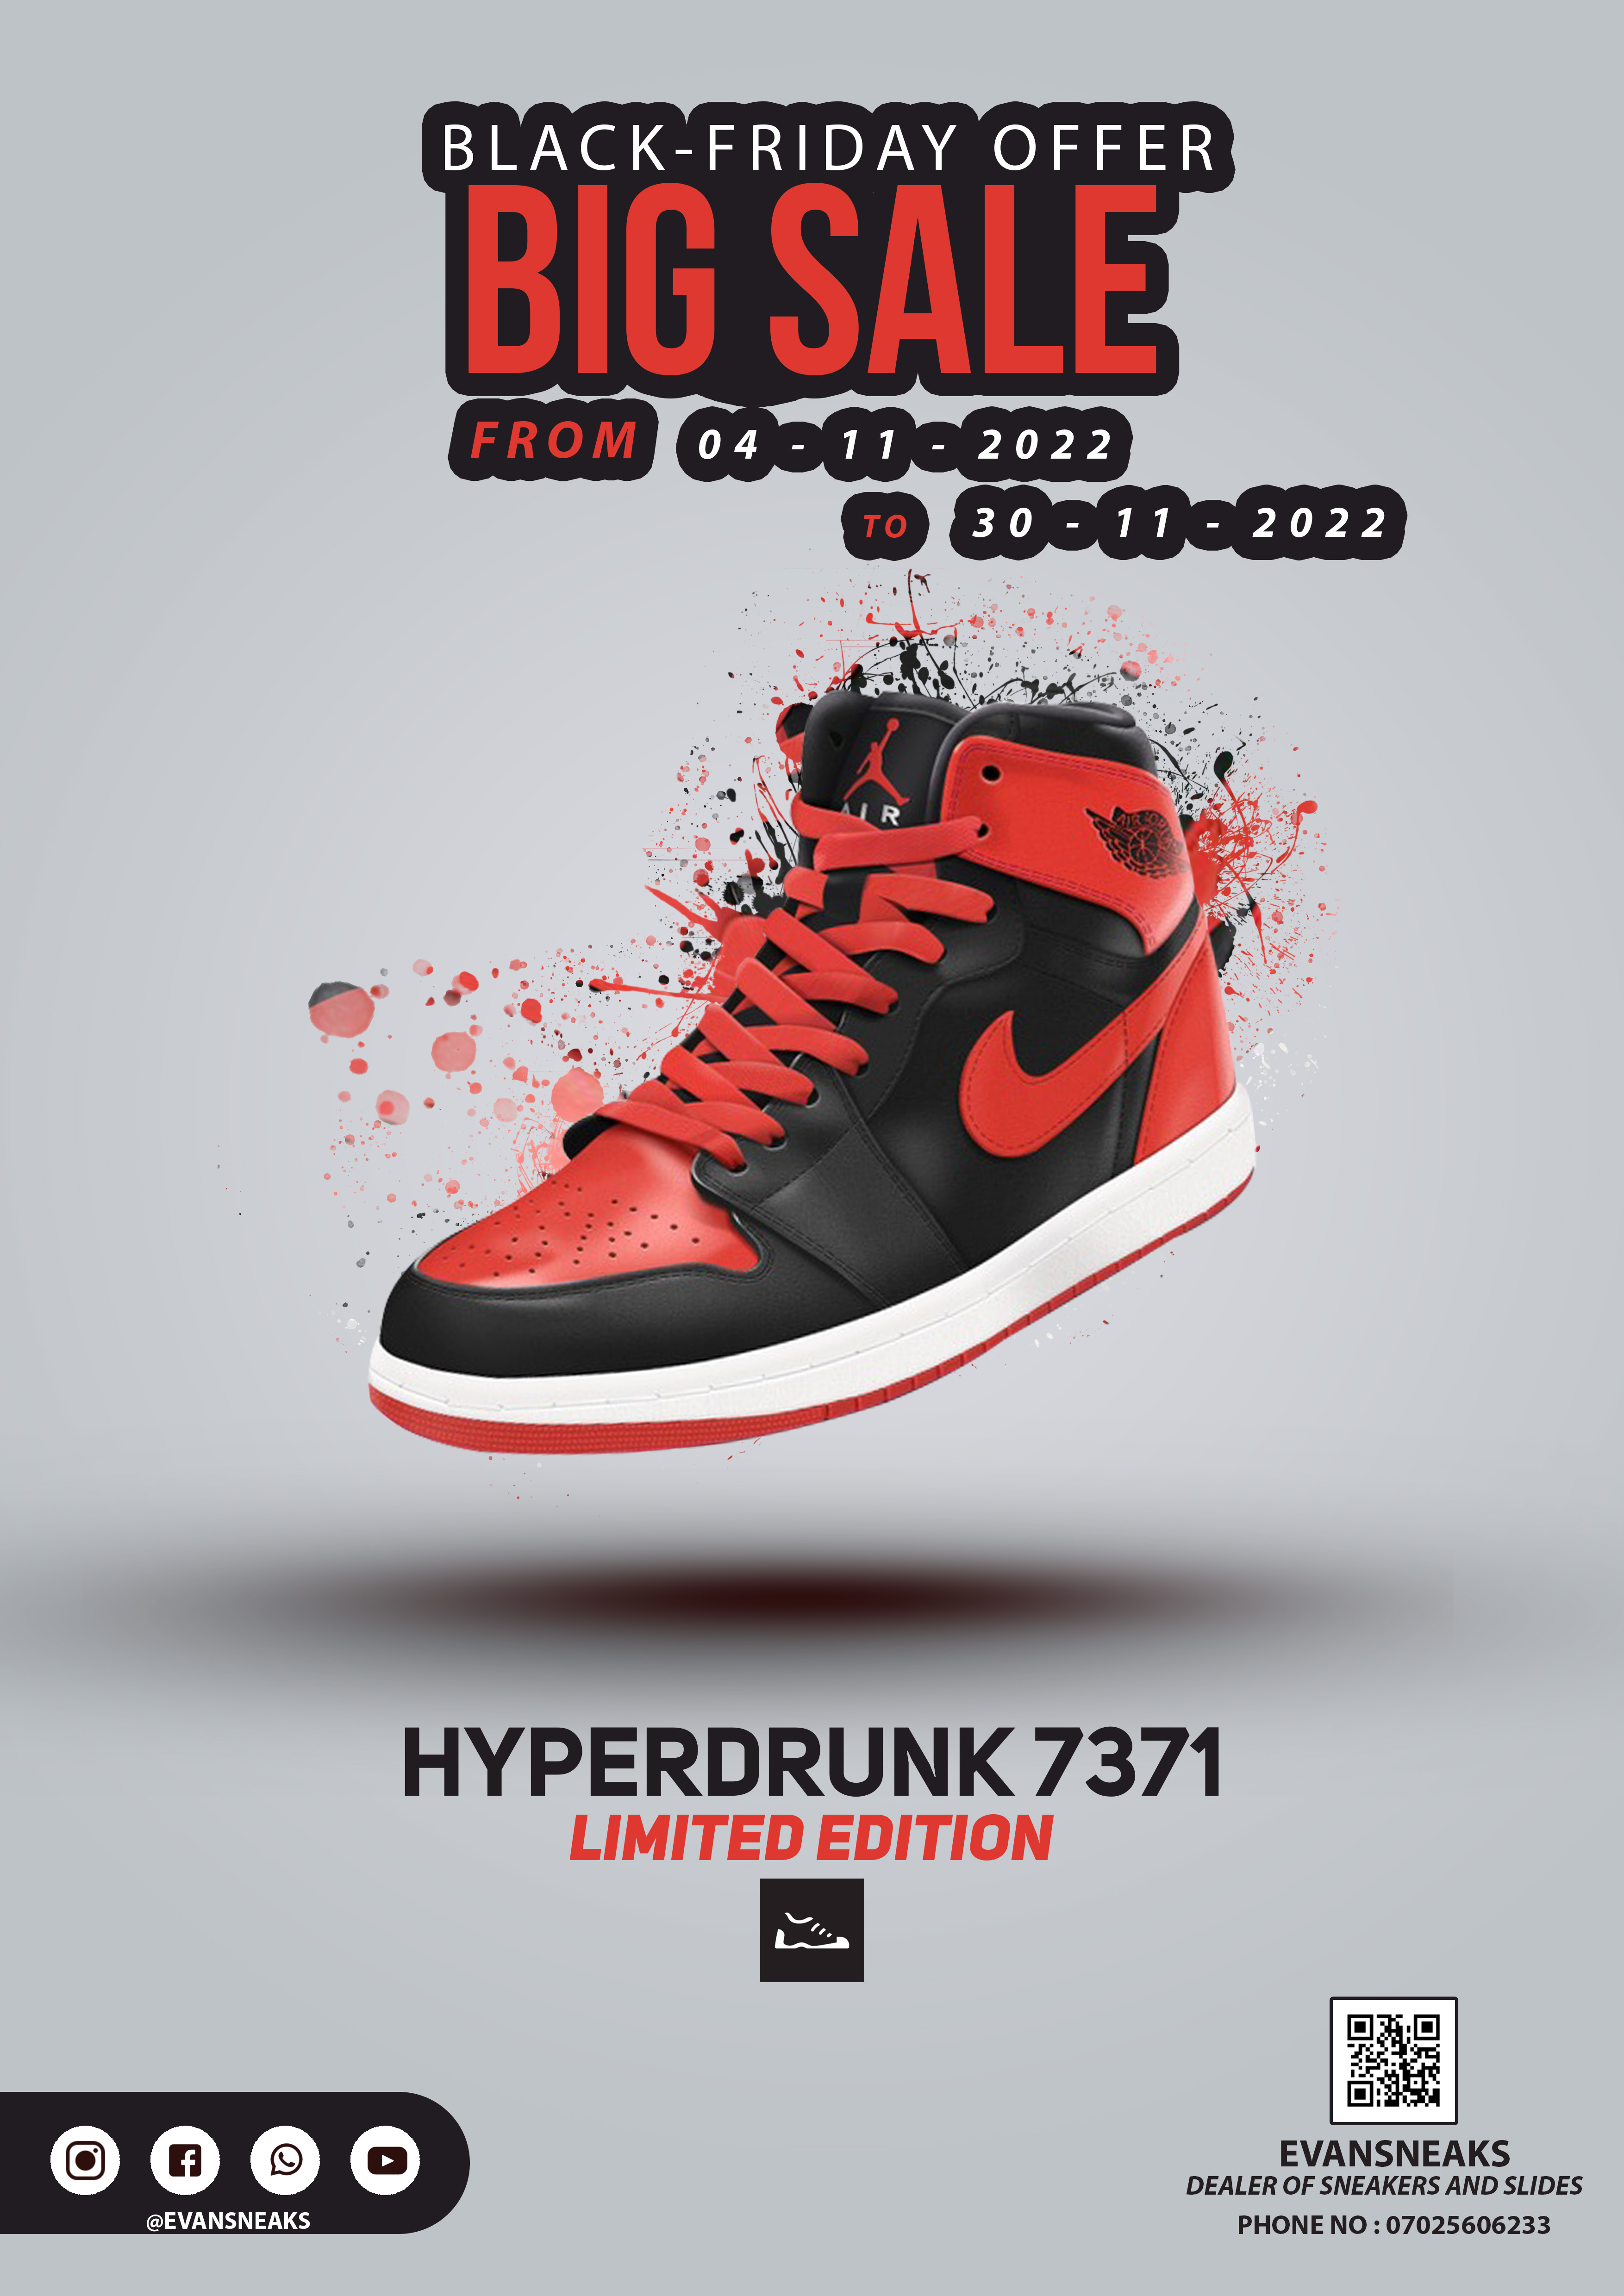 BLACK-FRIDAY OFFER
BIG SALE
FROM 04 - 11 - 2022
TO 30 - 11 - 2022
AIR
HYPERDRUNK 7371
LIMITED EDITION
@EVANSNEAKS
EVANSNEAKS
DEALER OF SNEAKERS AND SLIDES
PHONE NO : 07025606233